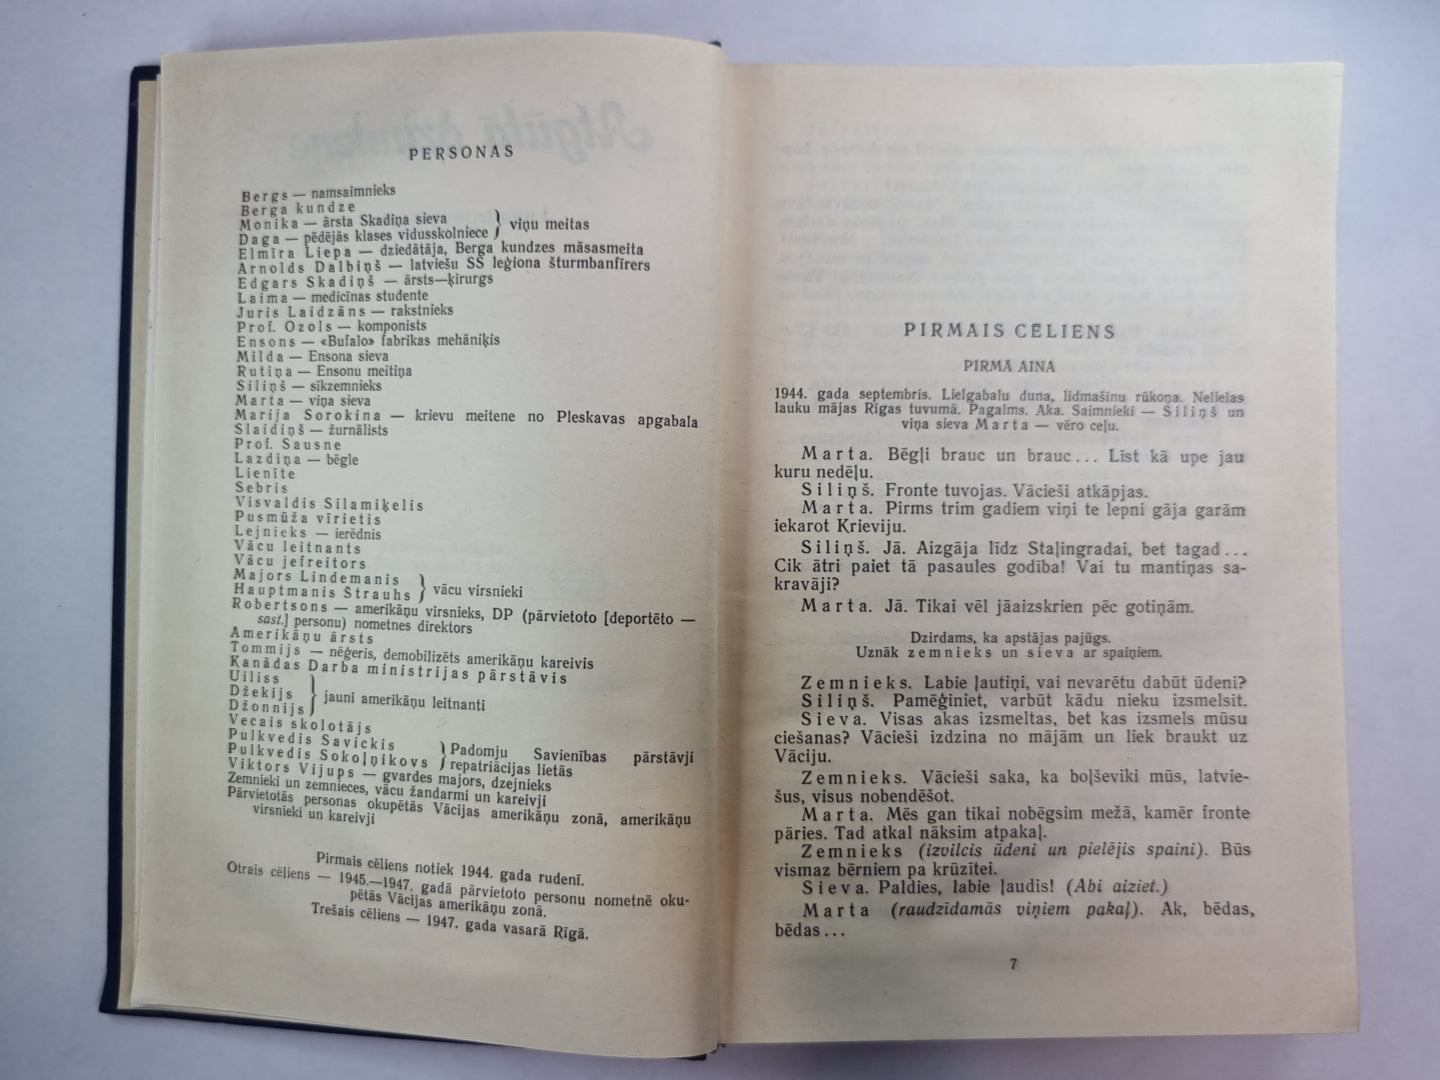 PERSONAS
Bergs — namsaimnieks
Berga kundze
Monika — ārsta Skadiņa sieva
Daga — pēdējās klases vidusskolniece } viņu meitas
Elmīra Liepa — dziedātāja, Berga kundzes māsasmeita
Arnolds Dalbiņš — latviešu SS leģiona šturmbanfīrers
Edgars Skadiņš — ārsts—ķirurgs
Laima — medicīnas studente
Juris Laidzāns — rakstnieks
Prof. Ozols — komponists
Ensons — «Bufalo» fabrikas mehāniķis
Milda — Ensona sieva
Rutiņa — Ensonu meitiņa
Siliņš — sīkzemnieks
Marta — viņa sieva
Marija Sorokina — krievu meitene no Pleskavas apgabala
Slaidiņš — žurnālists
Prof. Sausne
Lazdiņa — bēgle
Lienīte
Sebris
Visvaldis Silamiķelis
Pusmūža vīrietis
Lejnieks — ierēdnis
Vācu leitnants
Vācu jefreitors
Majors Lindemanis
Hauptmanis Strauhs } vācu virsnieki
Robertsons — amerikāņu virsnieks, DP (pārvietoto [deportēto —
sast.] personu) nometnes direktors
Amerikāņu ārsts
Tommijs — nēģeris, demobilizēts amerikāņu kareivis
Kanādas Darba ministrijas pārstāvis
Uiliss
Džekijs } jauni amerikāņu leitnanti
Džonnijs
Vecais skolotājs
Pulkvedis Savickis } Padomju Savienības pārstāvji
Pulkvedis Sokoļņikovs } repatriācijas lietās
Viktors Vijups — gvardes majors, dzejnieks
Zemnieki un zemnieces, vācu žandarmi un kareivji
Pārvietotās personas okupētās Vācijas amerikāņu zonā, amerikāņu
virsnieki un kareivji
Pirmais cēliens notiek 1944. gada rudenī.
Otrais cēliens — 1945.—1947. gadā pārvietoto personu nometnē oku-
pētās Vācijas amerikāņu zonā.
Trešais cēliens — 1947. gada vasarā Rīgā.
PIRMAIS CĒLIENS
PIRMĀ AINA
1944. gada septembris. Lielgabalu duna, lidmašīnu rūkoņa. Nelielas
lauku mājas Rīgas tuvumā. Pagalms. Aka. Saimnieki — Siliņš un
viņa sieva Marta — vēro ceļu.
Marta. Bēgļi brauc un brauc... Līst kā upe jau
kuru nedēļu.
Siliņš. Fronte tuvojas. Vācieši atkāpjas.
Marta. Pirms trim gadiem viņi te lepni gāja garām
iekarot Krieviju.
Siliņš. Jā. Aizgāja līdz Staļingradai, bet tagad...
Cik ātri paiet tā pasaules godība! Vai tu mantiņas sa-
kravāji?
Marta. Jā. Tikai vēl jāaizskrien pēc gotiņām.
Dzirdams, ka apstājas pajūgs.
Uznāk zemnieks un sieva ar spaiņiem.
Zemnieks. Labie ļautiņi, vai nevarētu dabūt ūdeni?
Siliņš. Pamēģiniet, varbūt kādu nieku izsmelsit.
Sieva. Visas akas izsmeltas, bet kas izsmels mūsu
ciešanas? Vācieši izdzina no mājām un liek braukt uz
Vāciju.
Zemnieks. Vācieši saka, ka boļševiki mūs, latvie-
šus, visus nobendēšot.
Marta. Mēs gan tikai nobēgsim mežā, kamēr fronte
pāries. Tad atkal nāksim atpakaļ.
Zemnieks (izvilcis ūdeni un pielējis spaini). Būs
vismaz bērniem pa krūzītei.
Sieva. Paldies, labie ļaudis! (Abi aiziet.)
Marta (raudzīdamās viņiem pakaļ). Ak, bēdas,
bēdas...
7